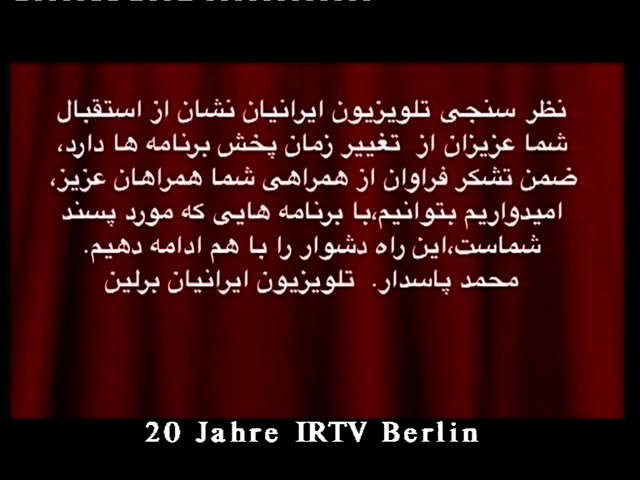 نظر سنجی تلویزیون ایرانیان نشان از استقبال
شما عزیزان از تغییر زمان پخش برنامه ها دارد،
ضمن تشکر فراوان از همراهی شما همراهان عزیز،
امیدواریم بتوانیم،با برنامه هایی که مورد پسند
شماست،این راه دشوار را با هم ادامه دهیم.
محمد پاسدار. تلویزیون ایرانیان برلین
20 Jahre IRTV Berlin